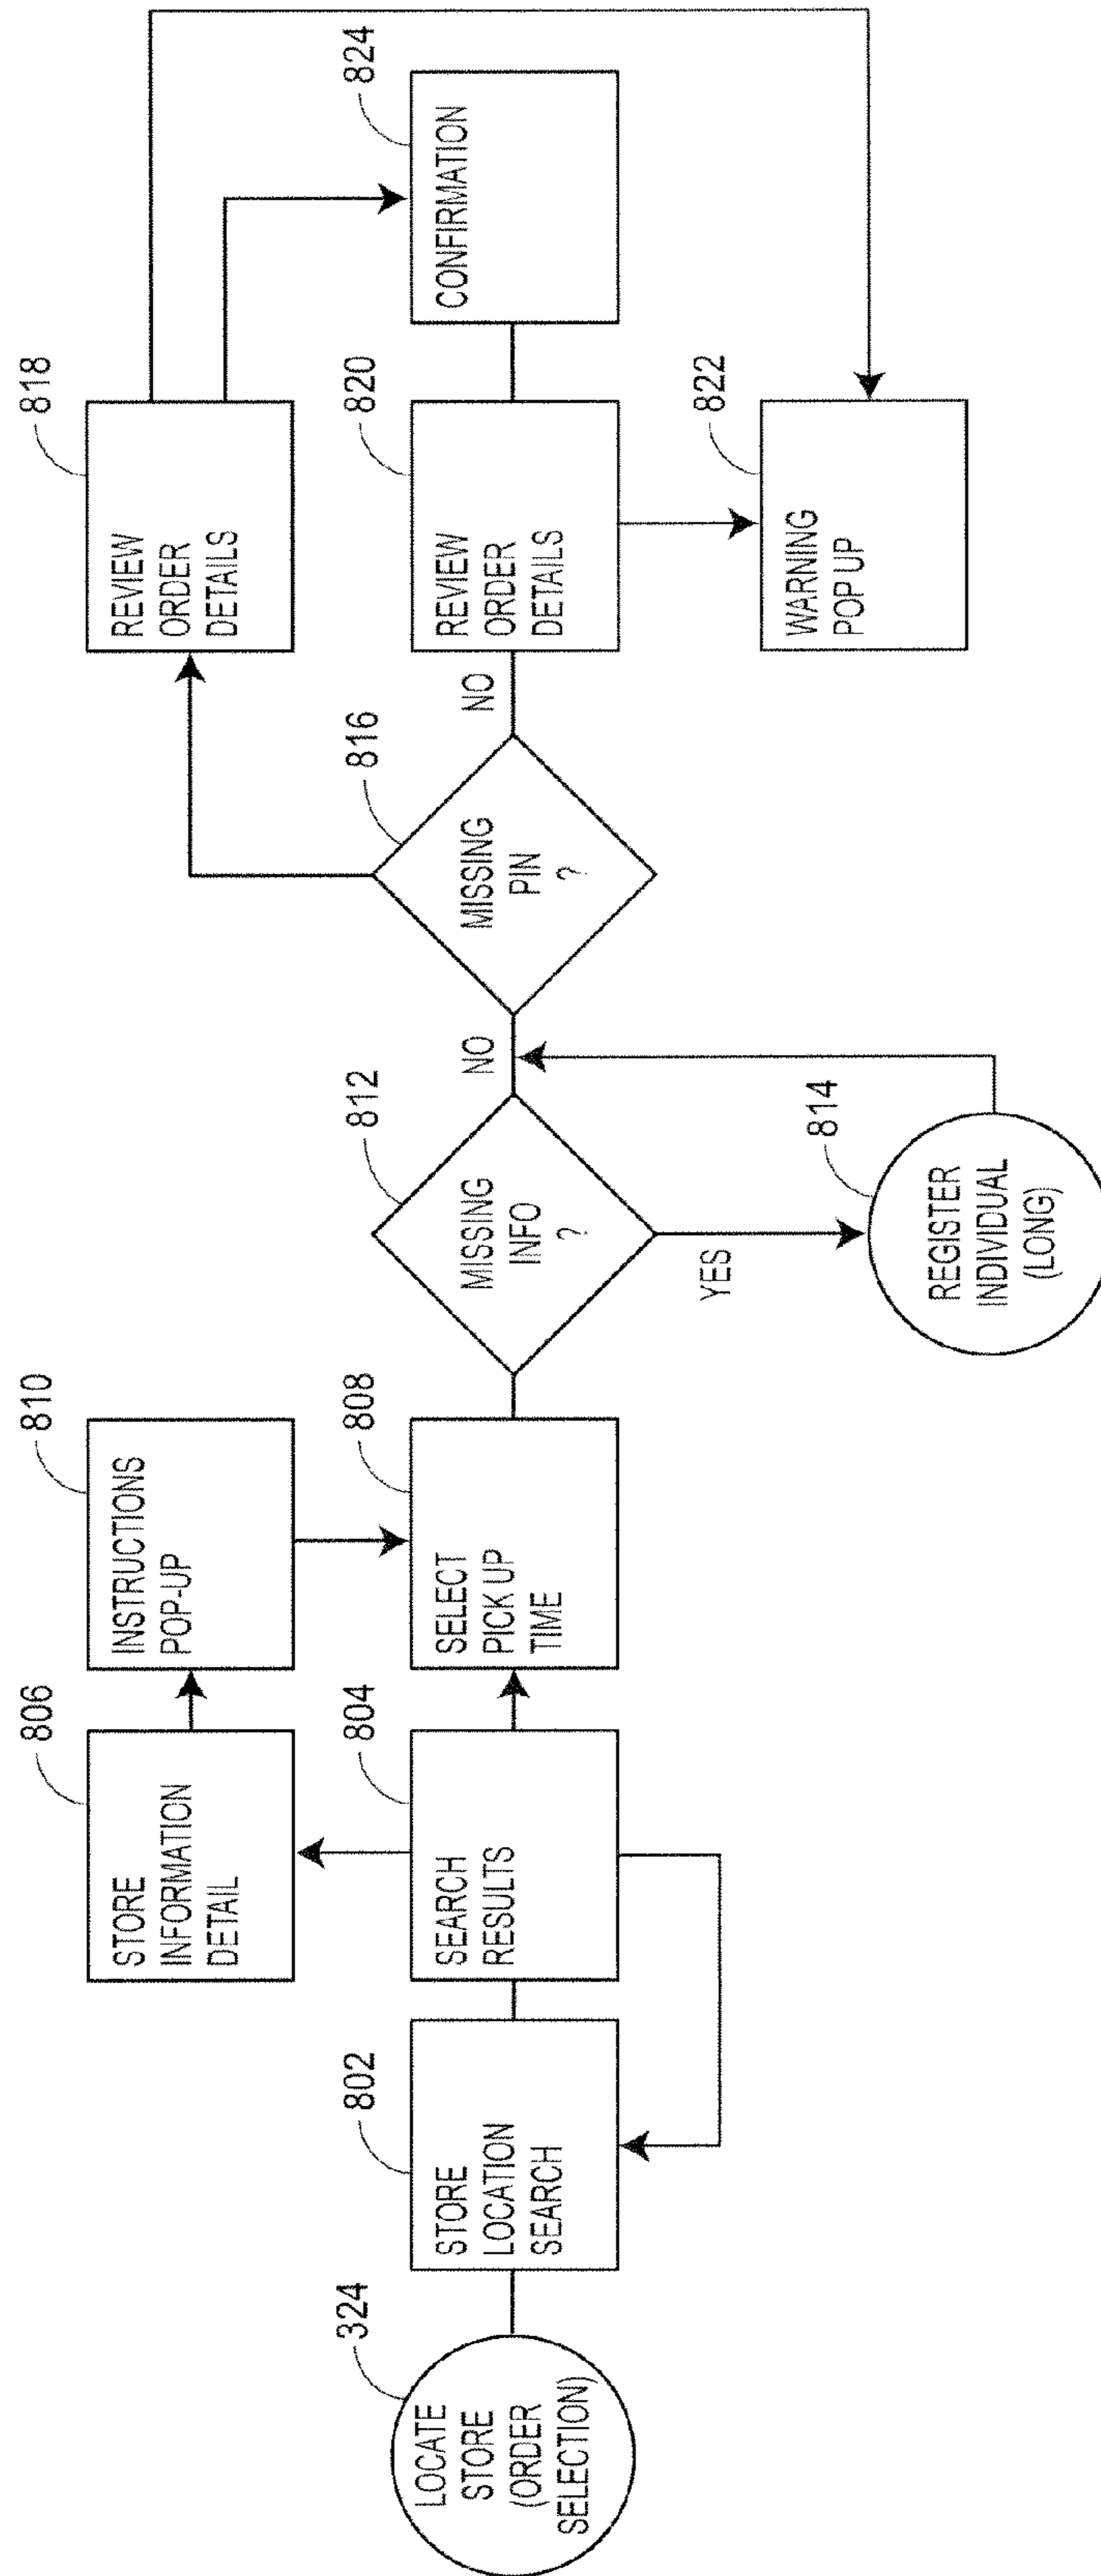 324
LOCATE
STORE
(ORDER
SELECTION)
802
STORE
LOCATION
SEARCH
804
SEARCH
RESULTS
806
STORE
INFORMATION
DETAIL
810
INSTRUCTIONS
POP-UP
808
SELECT
PICK UP
TIME
812
MISSING
INFO
?
NO
YES
814
REGISTER
INDIVIDUAL
(LONG)
816
MISSING
PIN
?
NO
818
REVIEW
ORDER
DETAILS
820
REVIEW
ORDER
DETAILS
822
WARNING
POP UP
824
CONFIRMATION